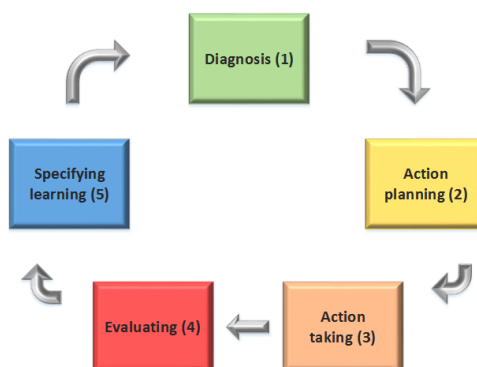 Diagnosis (1)
Action
planning (2)
Action
taking (3)
Evaluating (4)
Specifying
learning (5)